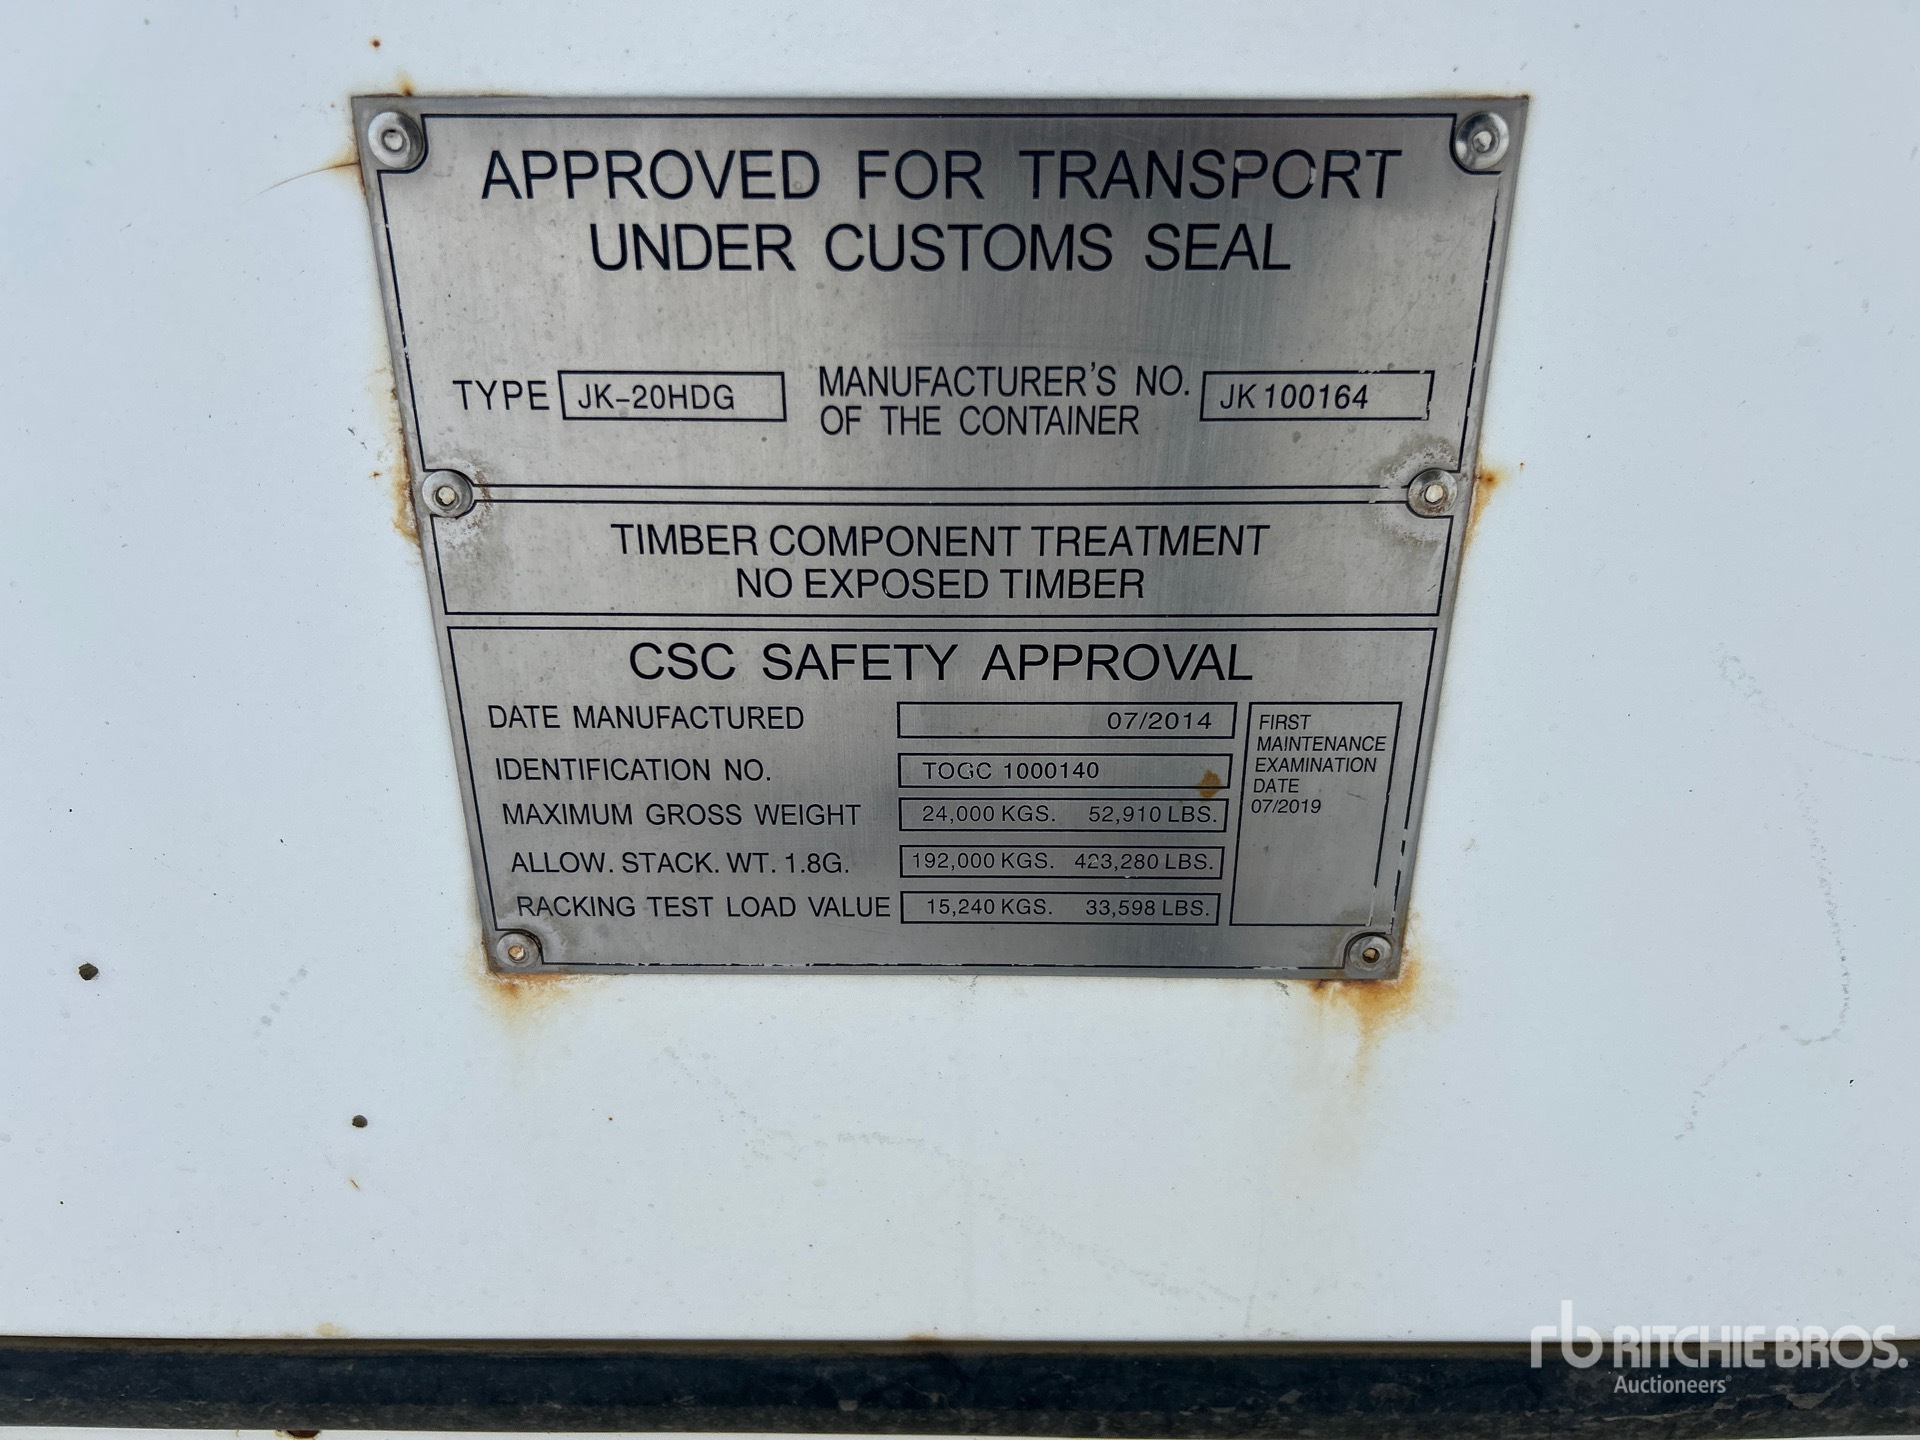 APPROVED FOR TRANSPORT
UNDER CUSTOMS SEAL
TYPE JK-20HDG
MANUFACTURER'S NO.
OF THE CONTAINER
JK100164
TIMBER COMPONENT TREATMENT
NO EXPOSED TIMBER
CSC SAFETY APPROVAL
DATE MANUFACTURED 07/2014
IDENTIFICATION NO. TOGC 1000140
MAXIMUM GROSS WEIGHT 24,000 KGS. 52,910 LBS.
ALLOW. STACK. WT. 1.8G. 192,000 KGS. 423,280 LBS.
RACKING TEST LOAD VALUE 15,240 KGS. 33,598 LBS.
FIRST
MAINTENANCE
EXAMINATION
DATE
07/2019
rb RITCHIE BROS.
Auctioneers